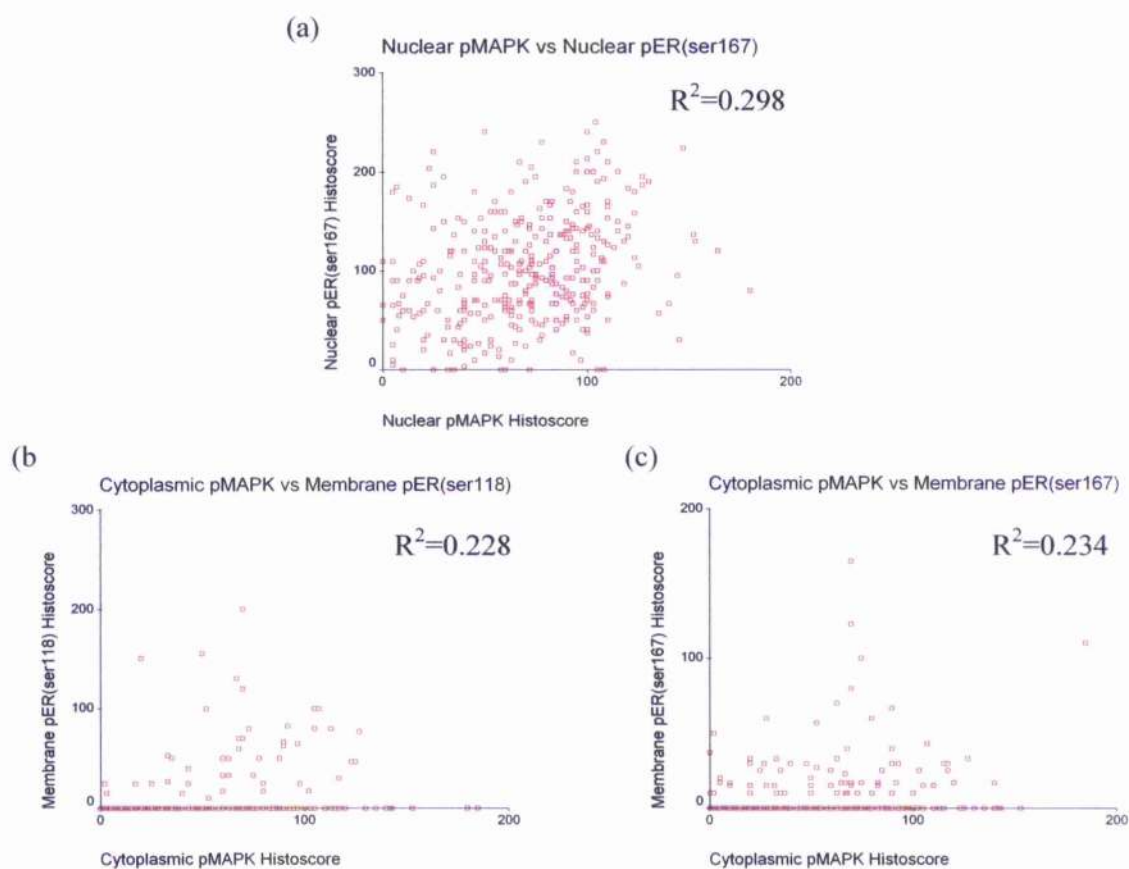 (a)
Nuclear pMAPK vs Nuclear pER(ser167)
R²=0.298
Nuclear pER(ser167) Histoscore
300
200
100
0
0 100 200
Nuclear pMAPK Histoscore
(b
Cytoplasmic pMAPK vs Membrane pER(ser118)
R²=0.228
Membrane pER(ser118) Histoscore
300
200
100
0
0 100 200
Cytoplasmic pMAPK Histoscore
(c)
Cytoplasmic pMAPK vs Membrane pER(ser167)
R²=0.234
Membrane pER(ser167) Histoscore
200
100
0
0 100 200
Cytoplasmic pMAPK Histoscore